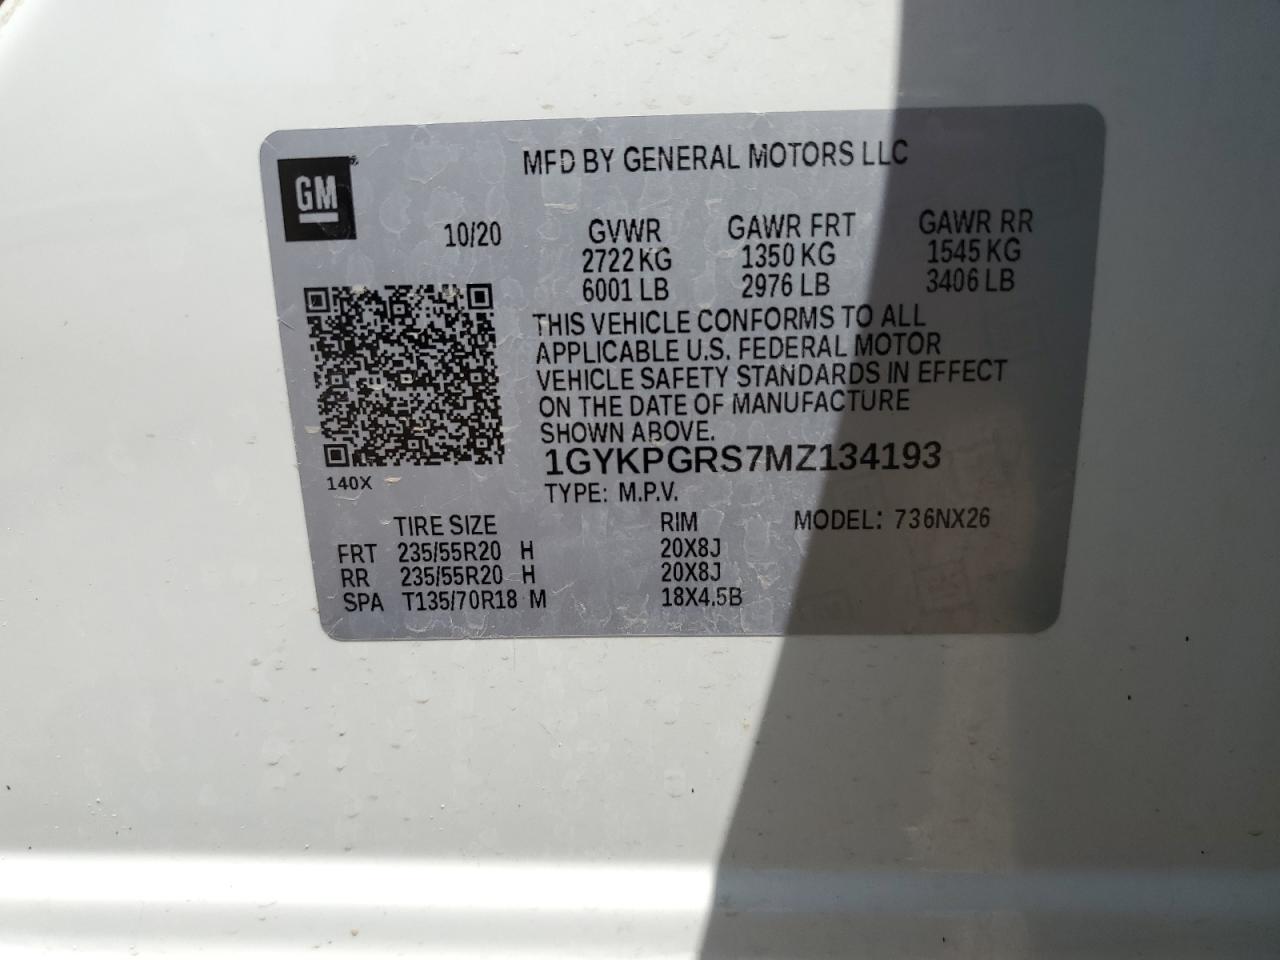 MFD BY GENERAL MOTORS LLC
GM
10/20
GVWR GAWR FRT GAWR RR
2722 KG 1350 KG 1545 KG
6001 LB 2976 LB 3406 LB
THIS VEHICLE CONFORMS TO ALL
APPLICABLE U.S. FEDERAL MOTOR
VEHICLE SAFETY STANDARDS IN EFFECT
ON THE DATE OF MANUFACTURE
SHOWN ABOVE.
1GYKPGRS7MZ134193
140X
TYPE: M.P.V.
TIRE SIZE RIM MODEL: 736NX26
FRT 235/55R20 H 20X8J
RR 235/55R20 H 20X8J
SPA T135/70R18 M 18X4.5B